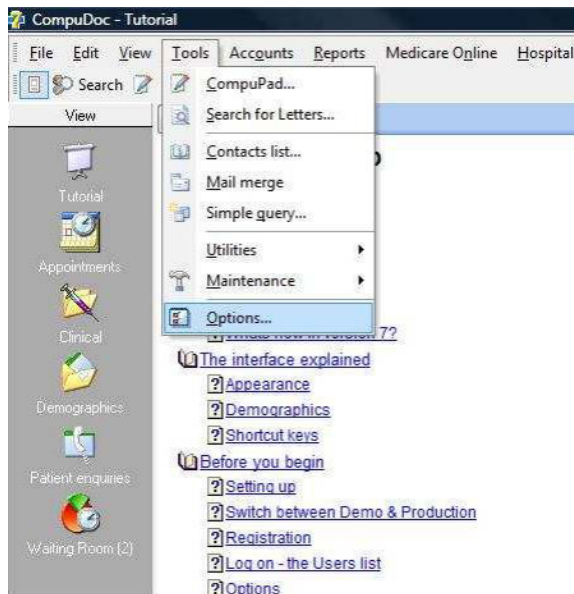 CompuDoc - Tutorial
File Edit View Tools Accounts Reports Medicare Online Hospital
Search
View
Tutorial
Appointments
Clinical
Demographics
Patient enquiries
Waiting Room (2)
CompuPad...
Search for Letters...
Contacts list...
Mail merge
Simple query...
Utilities
Maintenance
Options...
7?
The interface explained
Appearance
Demographics
Shortcut keys
Before you begin
Setting up
Switch between Demo & Production
Registration
Log on - the Users list
Options